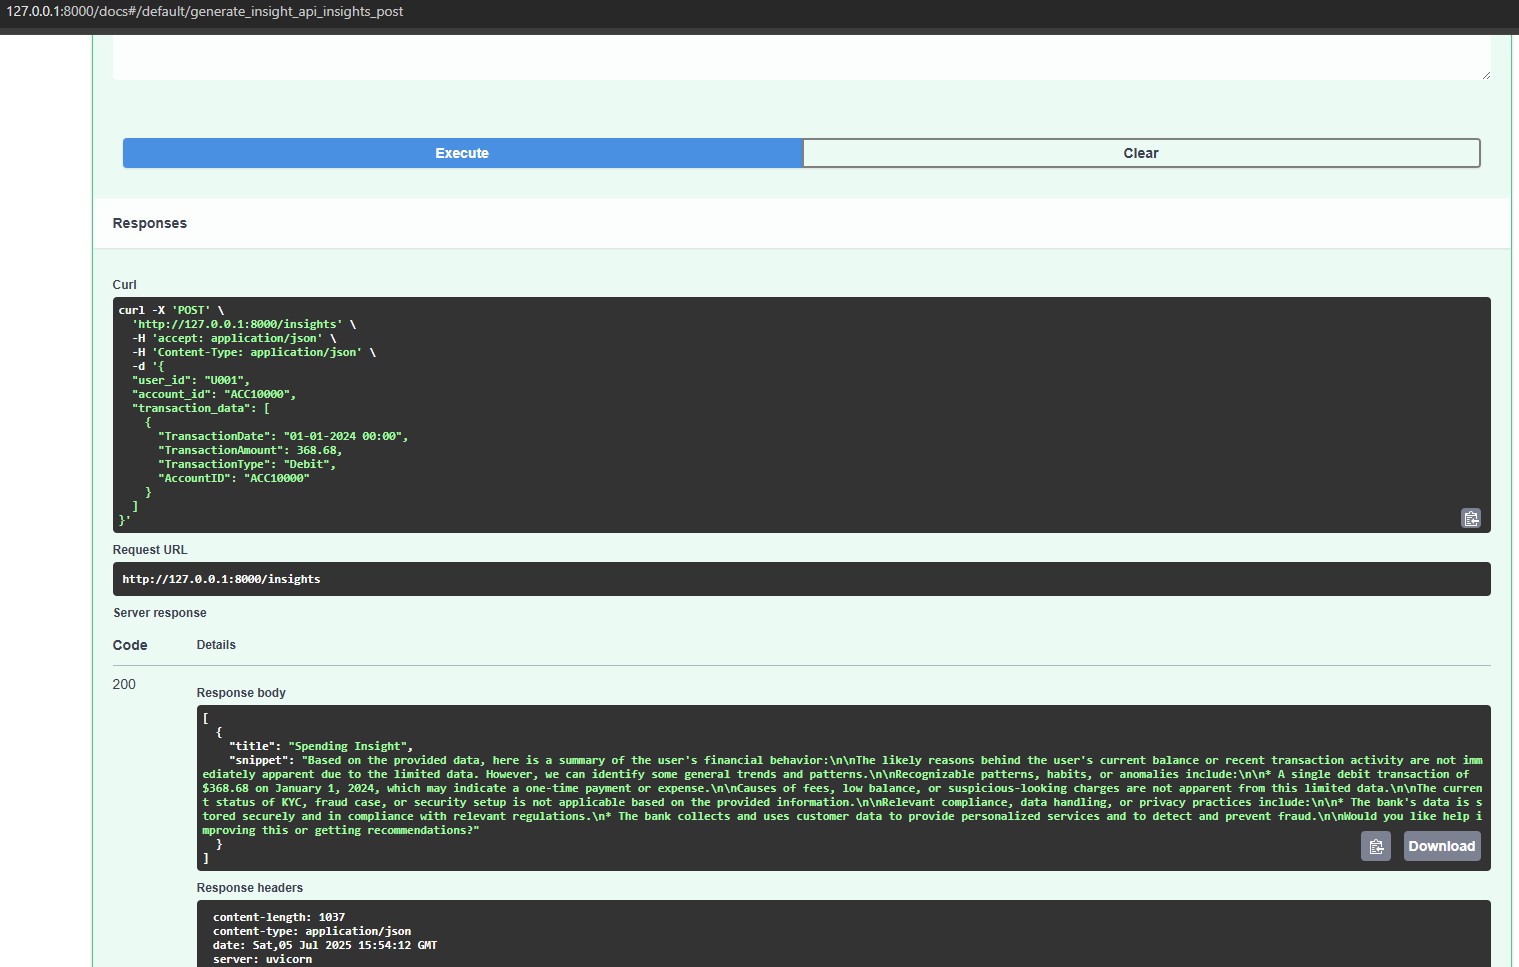 127.0.0.1:8000/docs#/default/generate_insight_api_insights_post
Execute
Clear
Responses
Curl
curl -X 'POST' \
  'http://127.0.0.1:8000/insights' \
  -H 'accept: application/json' \
  -H 'Content-Type: application/json' \
  -d '{
  "user_id": "U001",
  "account_id": "ACC10000",
  "transaction_data": [
    {
      "TransactionDate": "01-01-2024 00:00",
      "TransactionAmount": 368.68,
      "TransactionType": "Debit",
      "AccountID": "ACC10000"
    }
  ]
}'
Request URL
http://127.0.0.1:8000/insights
Server response
Code
Details
200
Response body
[
  {
    "title": "Spending Insight",
    "snippet": "Based on the provided data, here is a summary of the user's financial behavior:\n\nThe likely reasons behind the user's current balance or recent transaction activity are not imm
ediately apparent due to the limited data. However, we can identify some general trends and patterns.\n\nRecognizable patterns, habits, or anomalies include:\n\n* A single debit transaction of
$368.68 on January 1, 2024, which may indicate a one-time payment or expense.\n\nCauses of fees, low balance, or suspicious-looking charges are not apparent from this limited data.\n\nThe curren
t status of KYC, fraud case, or security setup is not applicable based on the provided information.\n\nRelevant compliance, data handling, or privacy practices include:\n\n* The bank's data is s
tored securely and in compliance with relevant regulations.\n* The bank collects and uses customer data to provide personalized services and to detect and prevent fraud.\n\nWould you like help i
mproving this or getting recommendations?"
  }
]
Download
Response headers
content-length: 1037
content-type: application/json
date: Sat,05 Jul 2025 15:54:12 GMT
server: uvicorn